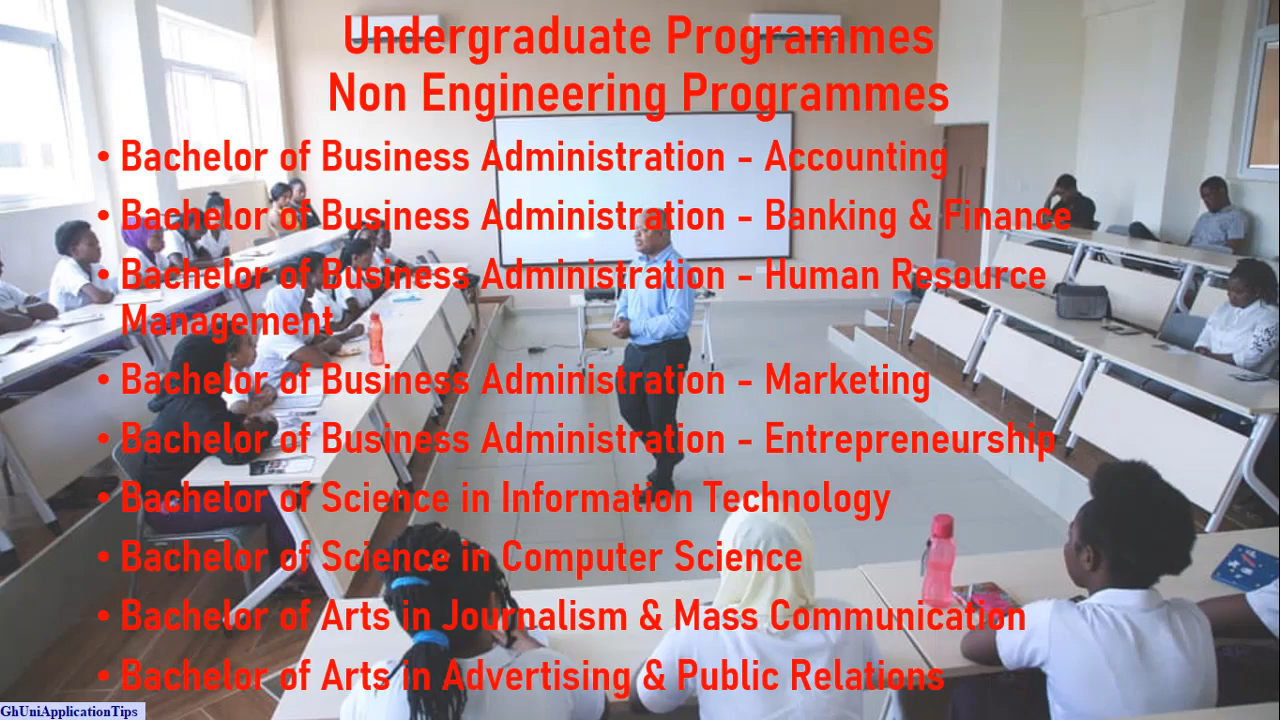 Undergraduate Programmes
Non Engineering Programmes
• Bachelor of Business Administration - Accounting
• Bachelor of Business Administration - Banking & Finance
• Bachelor of Business Administration - Human Resource
Management
• Bachelor of Business Administration - Marketing
• Bachelor of Business Administration - Entrepreneurship
• Bachelor of Science in Information Technology
• Bachelor of Science in Computer Science
• Bachelor of Arts in Journalism & Mass Communication
• Bachelor of Arts in Advertising & Public Relations
GhUniApplicationTips